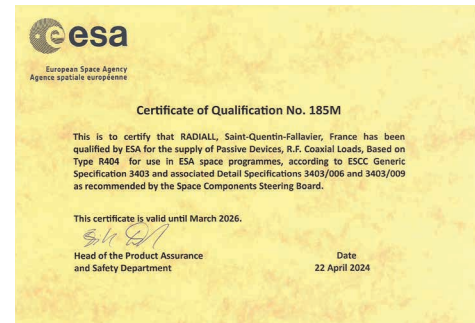 esa
European Space Agency
Agence spatiale européenne
Certificate of Qualification No. 185M
This is to certify that RADIALL, Saint-Quentin-Fallavier, France has been
qualified by ESA for the supply of Passive Devices, R.F. Coaxial Loads, Based on
Type R404 for use in ESA space programmes, according to ESCC Generic
Specification 3403 and associated Detail Specifications 3403/006 and 3403/009
as recommended by the Space Components Steering Board.
This certificate is valid until March 2026.
Head of the Product Assurance
and Safety Department
Date
22 April 2024